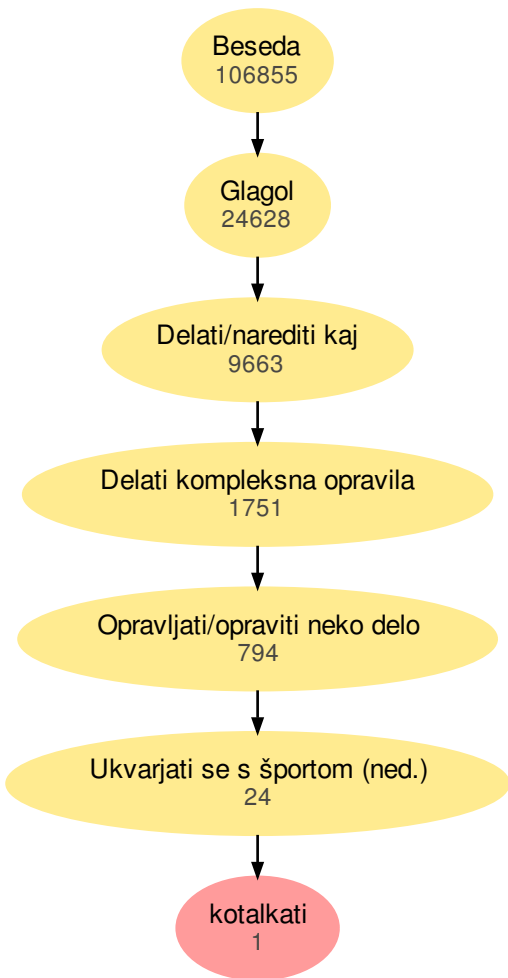 Beseda
106855
Glagol
24628
Delati/narediti kaj
9663
Delati kompleksna opravila
1751
Opravljati/opraviti neko delo
794
Ukvarjati se s športom (ned.)
24
kotalkati
1